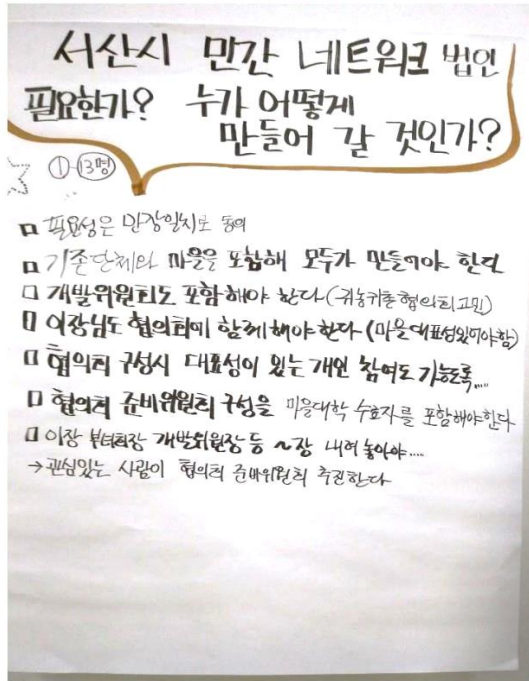 서산시 민간 네트워크 법인
필요한가? 누가 어떻게
만들어 갈 것인가?
① 13명
필요성은 만장일치로 동의
기존단체와 마을을 포함해 모두가 만들어야 한다
개발위원회도 포함해야 한다 (귀농귀촌협의회고민)
이장님도 협의회에 함께해야한다 (마을대표성있어야함)
협의회 구성시 대표성이 있는 개인 참여도 가능토록....
협의회 준비위원회 구성을 마을대학 수료자를 포함해야한다
이장 부녀회장 개발위원장 등 ~장 내려 놓아야....
→관심있는 사람이 협의회 준비위원회 추진한다